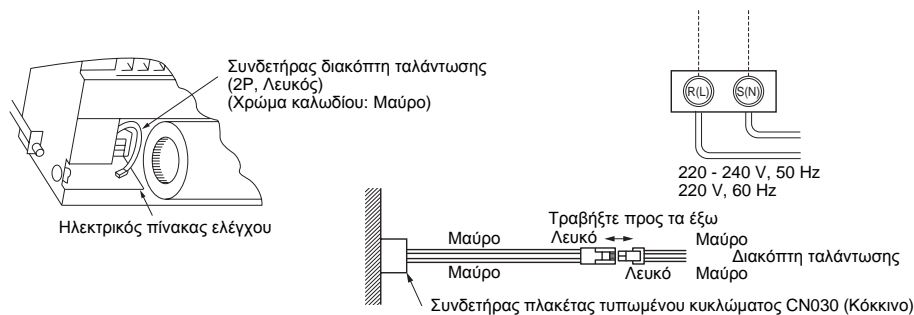 Συνδετήρας διακόπτη ταλάντωσης
(2P, Λευκός)
(Χρώμα καλωδίου: Μαύρο)
Ηλεκτρικός πίνακας ελέγχου
R(L) S(N)
220 - 240 V, 50 Hz
220 V, 60 Hz
Τραβήξτε προς τα έξω
Μαύρο Λευκό Μαύρο
Διακόπτη ταλάντωσης
Μαύρο Λευκό Μαύρο
Συνδετήρας πλακέτας τυπωμένου κυκλώματος CN030 (Κόκκινο)